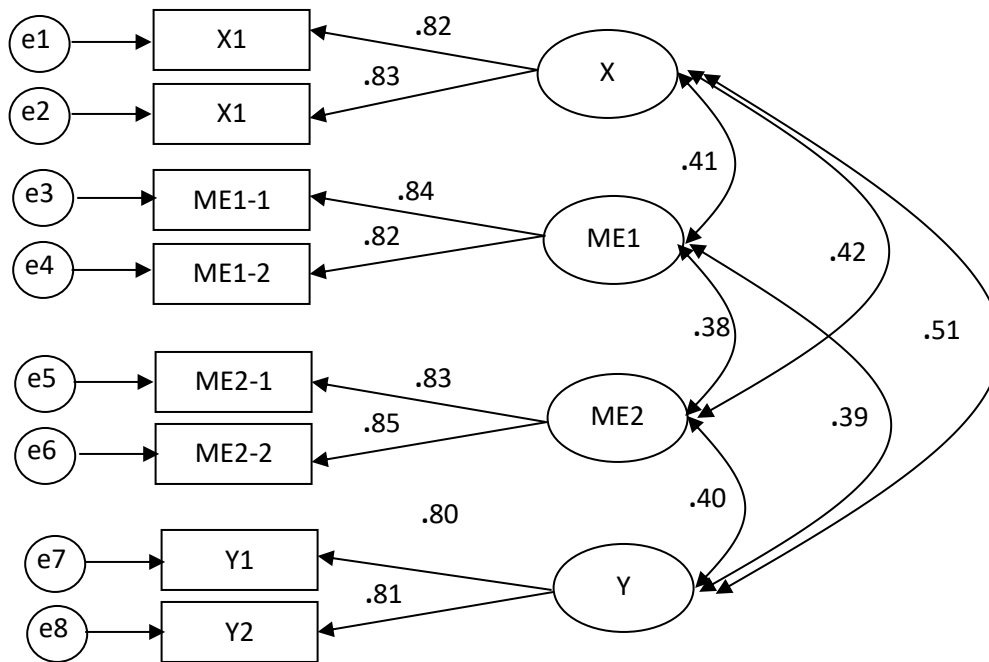 e1
X1
.82
X
e2
X1
.83
.41
e3
ME1-1
.84
ME1
e4
ME1-2
.82
.42
.38
.51
e5
ME2-1
.83
ME2
e6
ME2-2
.85
.39
.40
.80
e7
Y1
Y
e8
Y2
.81